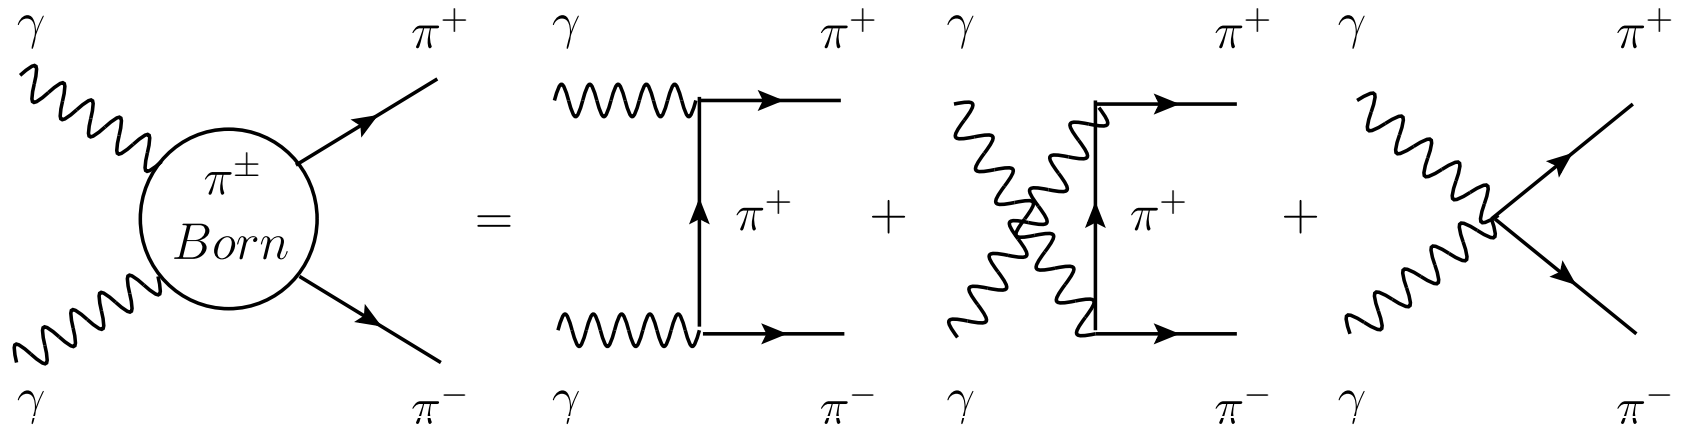 γ π⁺ γ π⁺ γ π⁺ γ π⁺
π±
Born
= π⁺ + π⁺ +
γ π⁻ γ π⁻ γ π⁻ γ π⁻